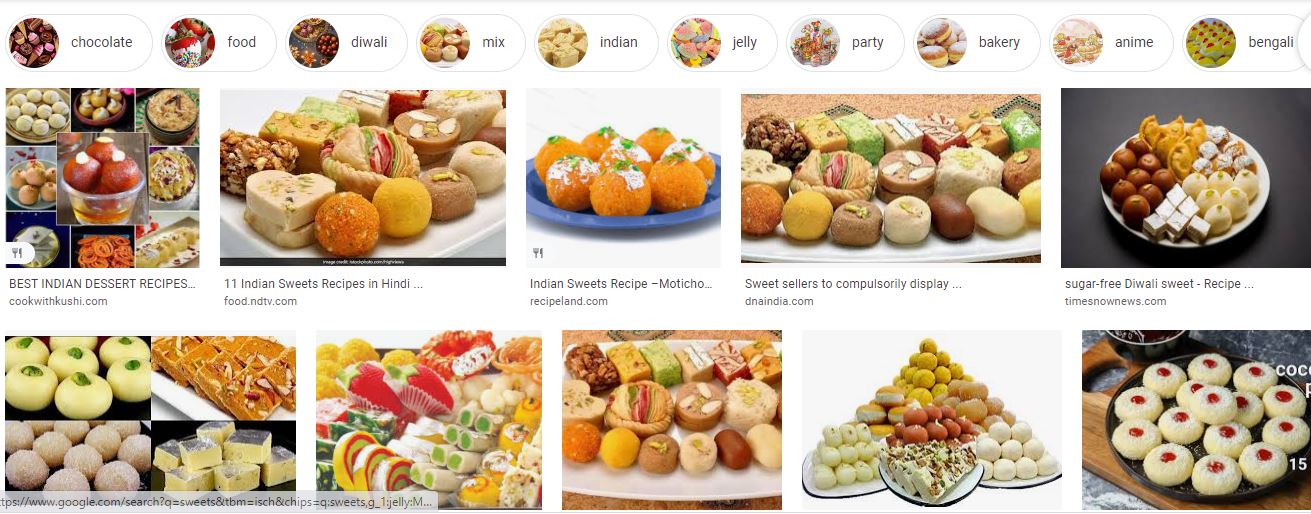 chocolate
food
diwali
mix
indian
jelly
party
bakery
anime
bengali
Image credit: istockphoto.com/highviews
BEST INDIAN DESSERT RECIPES...
cookwithkushi.com
11 Indian Sweets Recipes in Hindi ...
food.ndtv.com
Indian Sweets Recipe –Moticho...
recipeland.com
Sweet sellers to compulsorily display ...
dnaindia.com
sugar-free Diwali sweet - Recipe ...
timesnownews.com
coco
p
15
ttps://www.google.com/search?q=sweets&tbm=isch&chips=q:sweets,g_1:jelly:M...